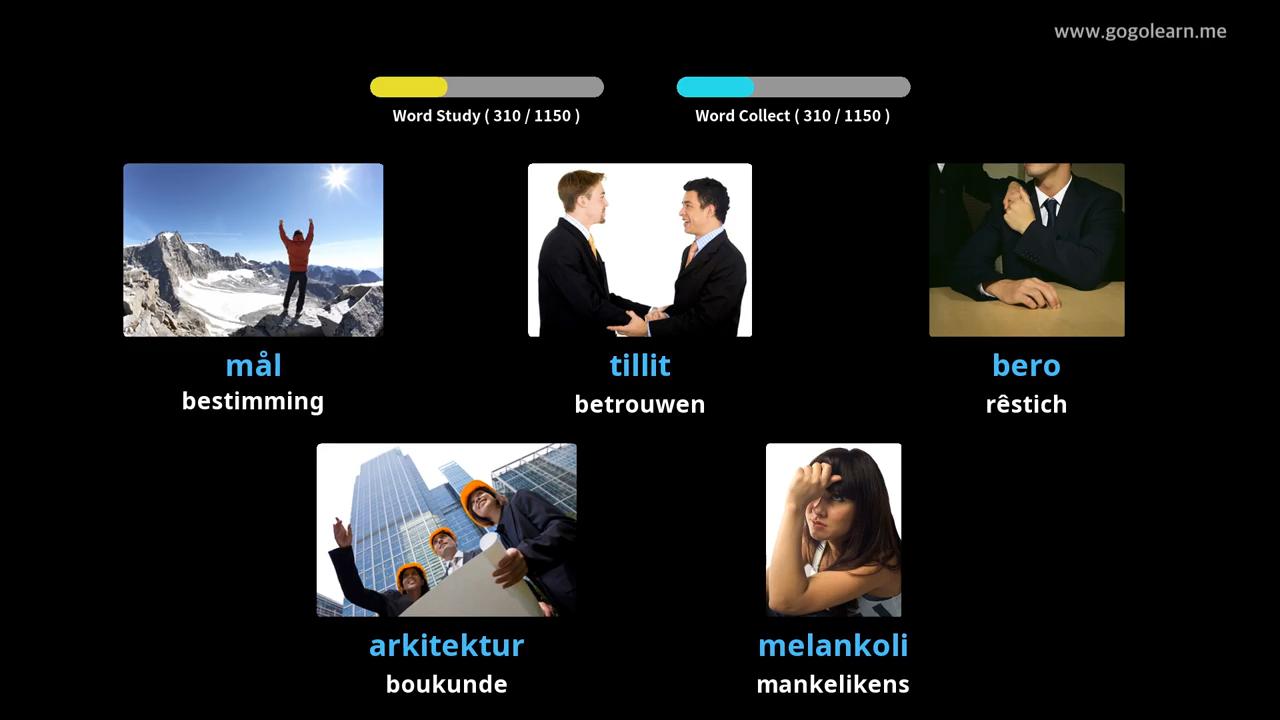 www.gogolearn.me
Word Study ( 310 / 1150 )
Word Collect ( 310 / 1150 )
mål
bestimming
tillit
betrouwen
bero
rêstich
arkitektur
boukunde
melankoli
mankelikens